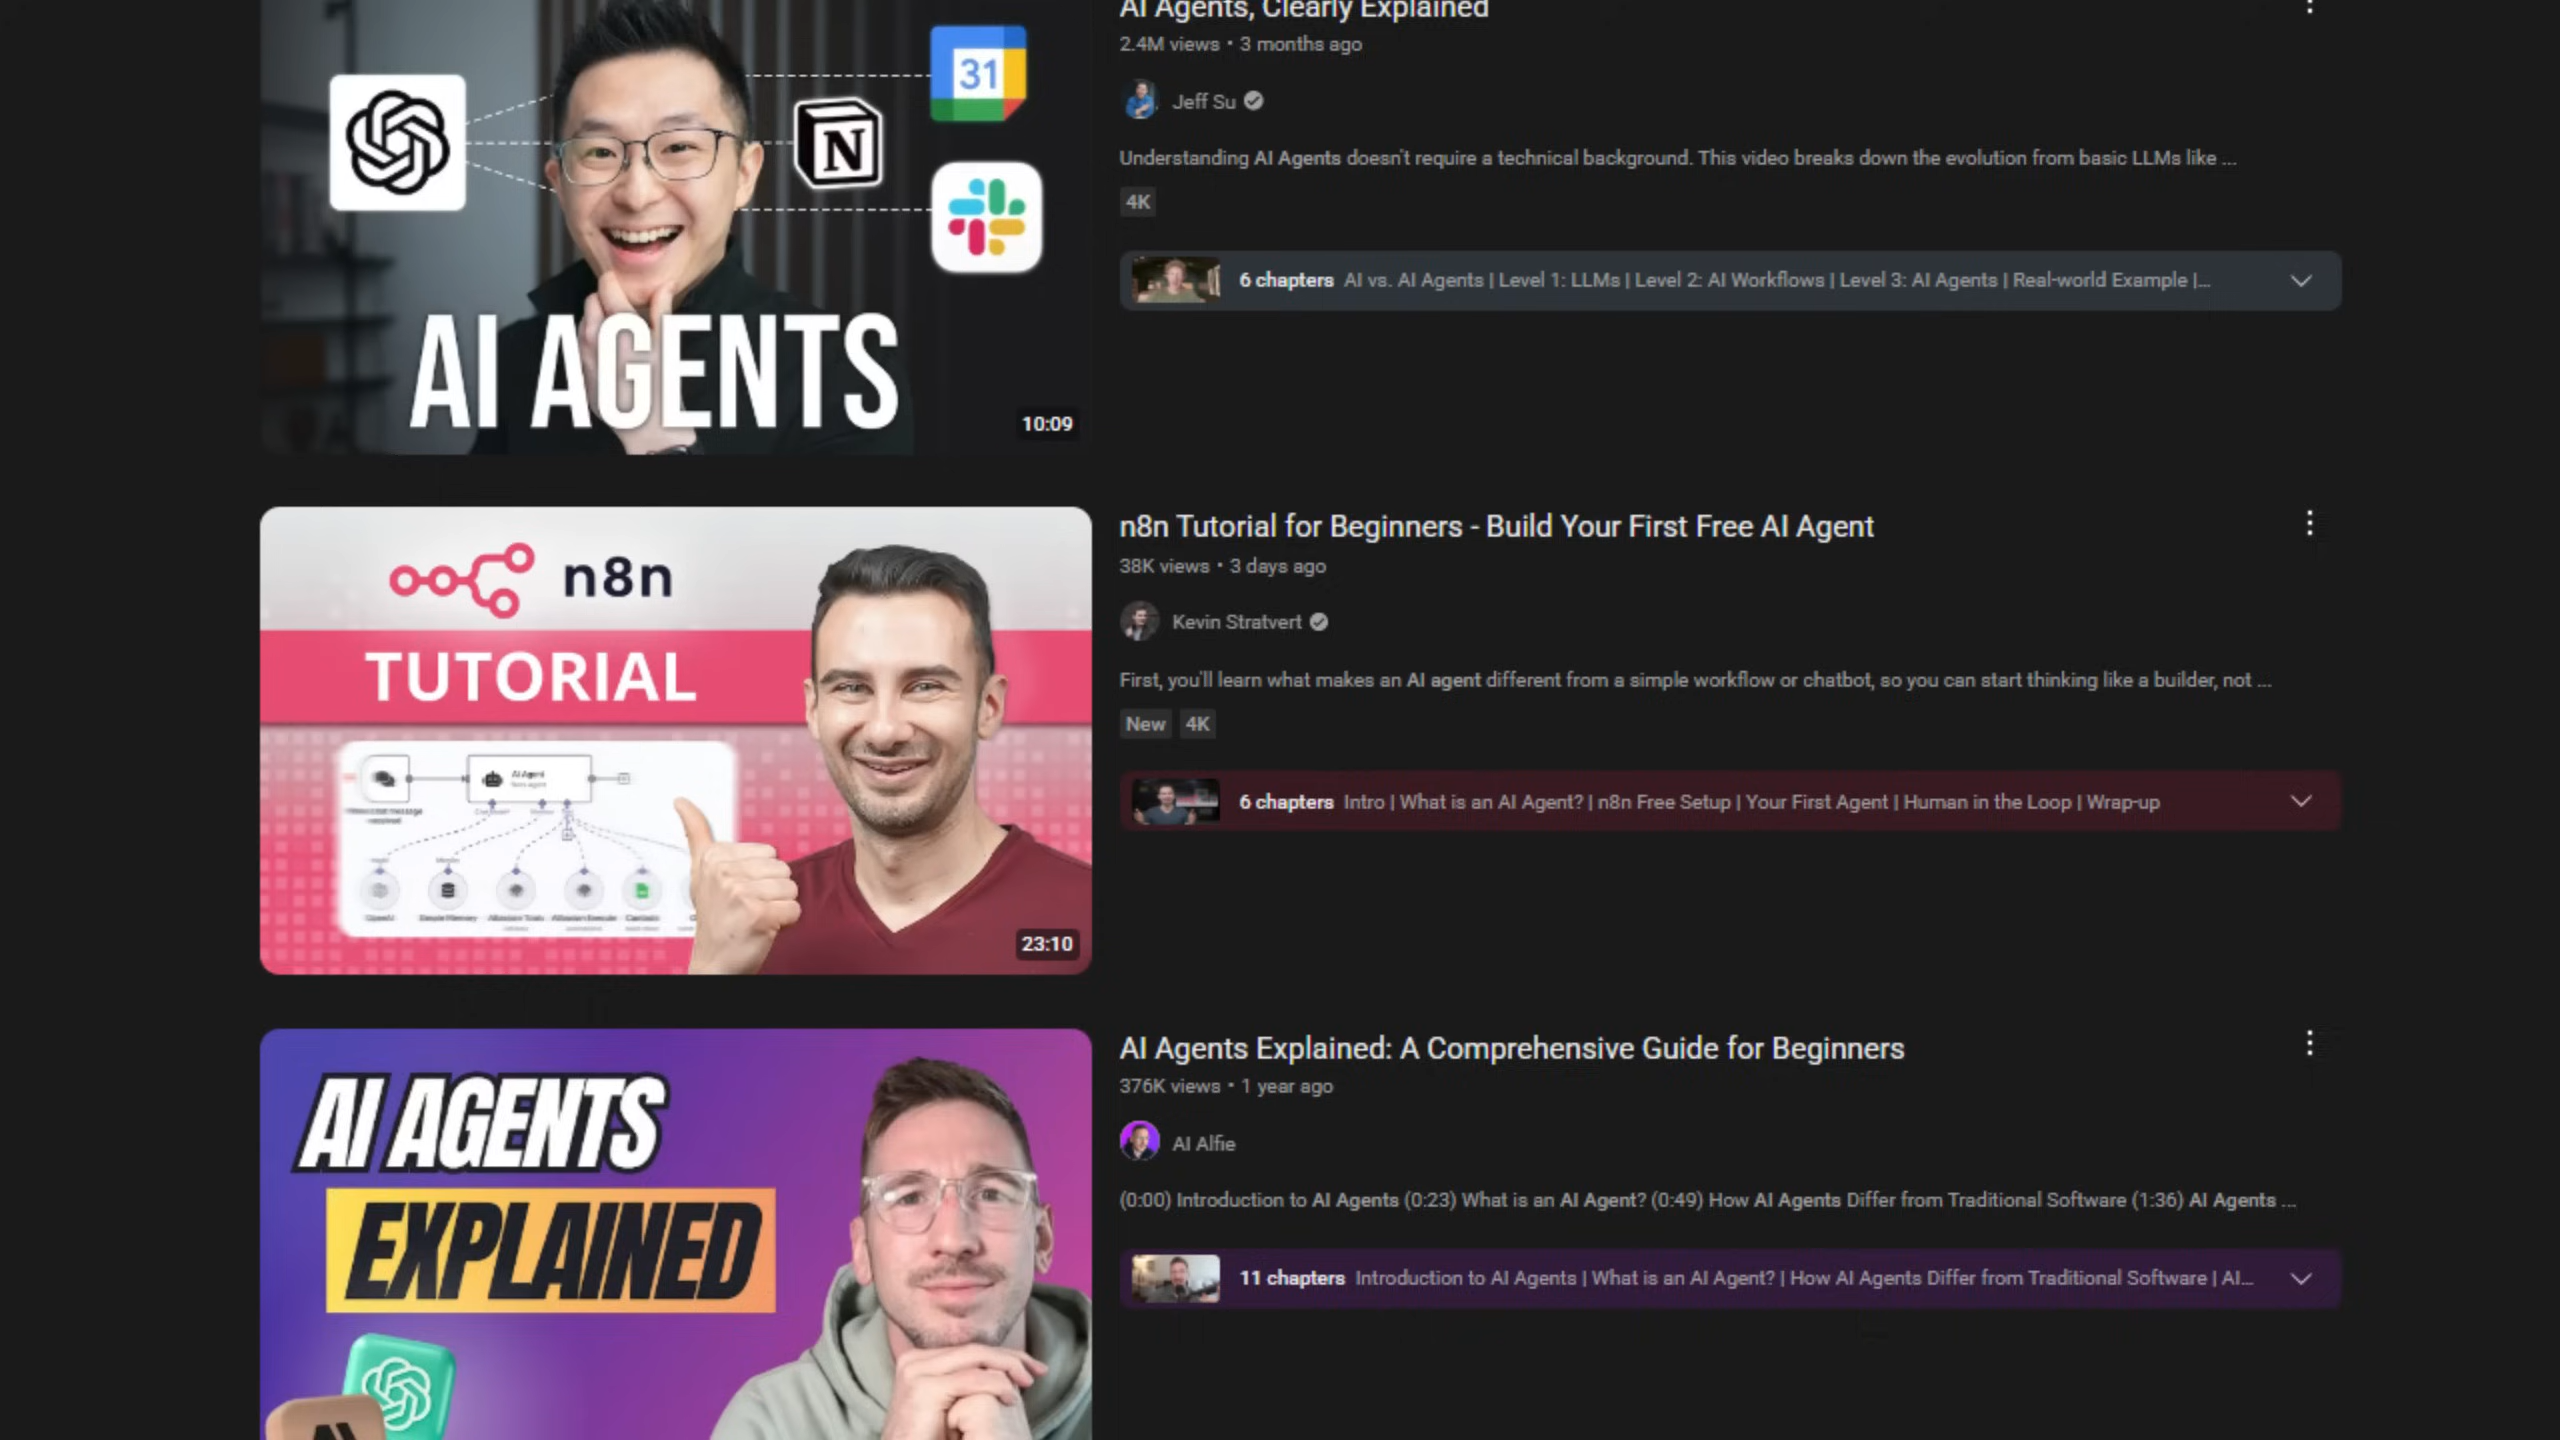 AI Agents, Clearly Explained
2.4M views • 3 months ago
Jeff Su
Understanding AI Agents doesn't require a technical background. This video breaks down the evolution from basic LLMs like ...
4K
6 chapters AI vs. AI Agents | Level 1: LLMs | Level 2: AI Workflows | Level 3: AI Agents | Real-world Example |...
31
N
AI AGENTS
10:09
n8n Tutorial for Beginners - Build Your First Free AI Agent
38K views • 3 days ago
Kevin Stratvert
First, you'll learn what makes an AI agent different from a simple workflow or chatbot, so you can start thinking like a builder, not ...
New 4K
6 chapters Intro | What is an AI Agent? | n8n Free Setup | Your First Agent | Human in the Loop | Wrap-up
n8n
TUTORIAL
AI Agent
Simple Memory
23:10
AI Agents Explained: A Comprehensive Guide for Beginners
376K views • 1 year ago
AI Alfie
(0:00) Introduction to AI Agents (0:23) What is an AI Agent? (0:49) How AI Agents Differ from Traditional Software (1:36) AI Agents ...
11 chapters Introduction to AI Agents | What is an AI Agent? | How AI Agents Differ from Traditional Software | AI...
AI AGENTS
EXPLAINED